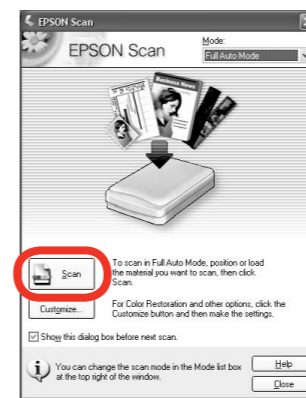 EPSON Scan
EPSON Scan
Mode:
Full Auto Mode
Business News
To scan in Full Auto Mode, position or load
the material you want to scan, then click
Scan.
Scan
For Color Restoration and other options, click the
Customize button and then make the settings.
Customize...
Show this dialog box before next scan.
You can change the scan mode in the Mode list box
at the top right of the window.
Help
Close